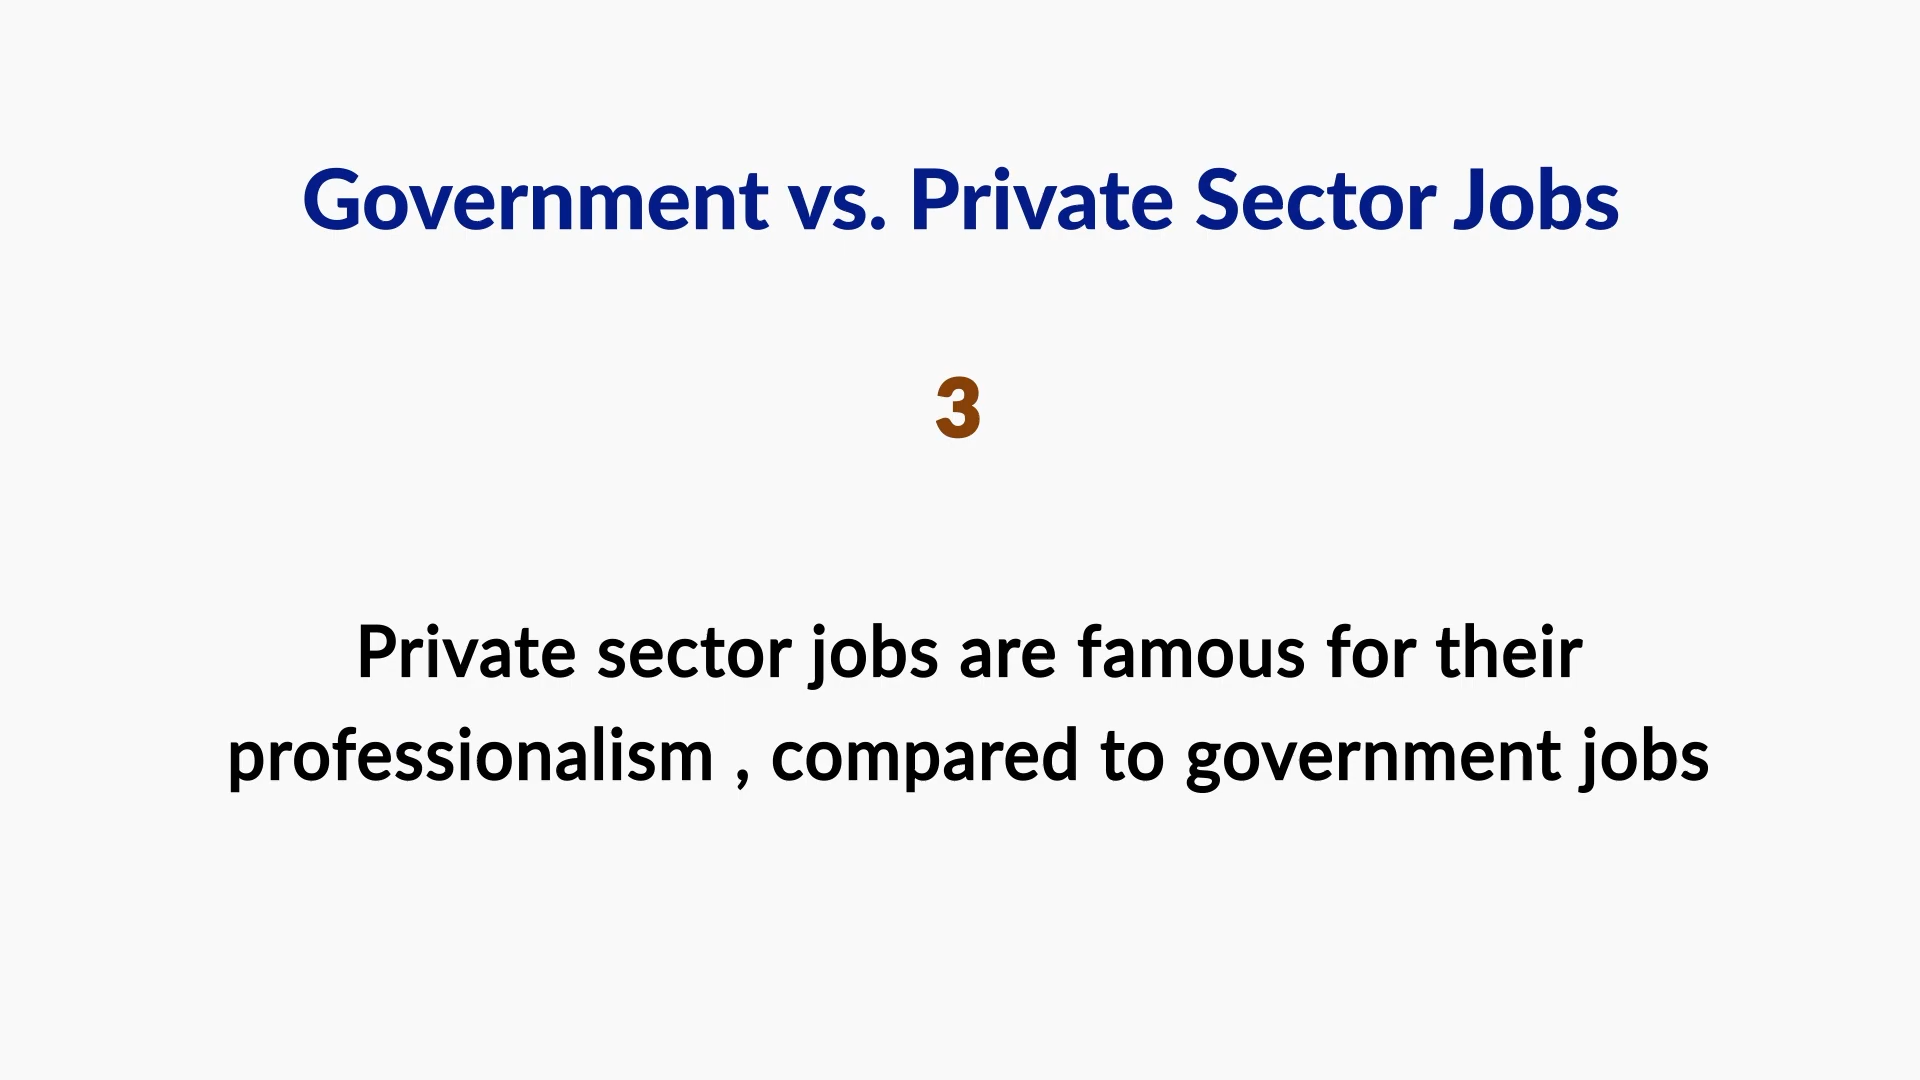 Government vs. Private Sector Jobs
3
Private sector jobs are famous for their
professionalism , compared to government jobs